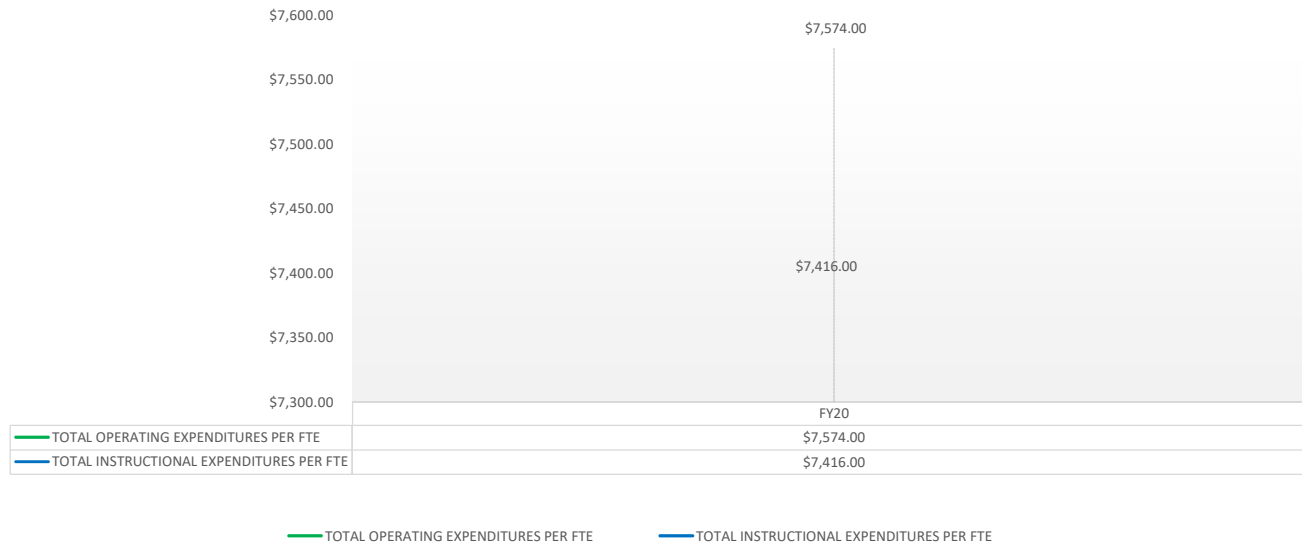 $7,600.00
$7,574.00
$7,550.00
$7,500.00
$7,450.00
$7,416.00
$7,400.00
$7,350.00
$7,300.00
FY20
TOTAL OPERATING EXPENDITURES PER FTE $7,574.00
TOTAL INSTRUCTIONAL EXPENDITURES PER FTE $7,416.00
TOTAL OPERATING EXPENDITURES PER FTE TOTAL INSTRUCTIONAL EXPENDITURES PER FTE